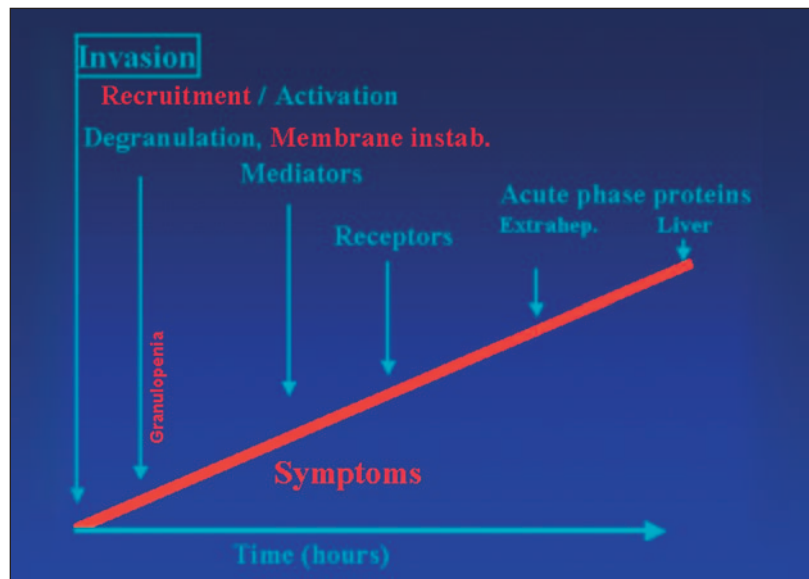 Invasion
Recruitment / Activation
Degranulation, Membrane instab.
Mediators
Acute phase proteins
Extrahep. Liver
Receptors
Granulopenia
Symptoms
Time (hours)